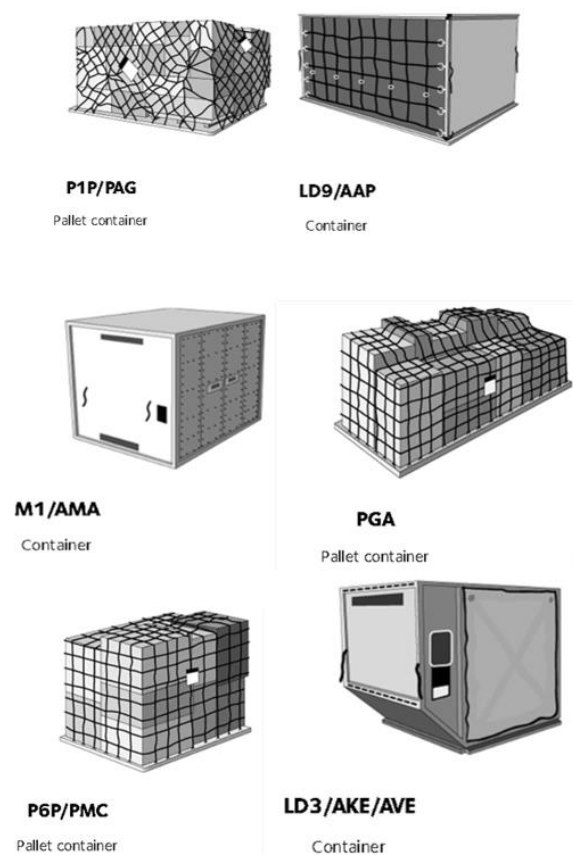 P1P/PAG
Pallet container
LD9/AAP
Container
M1/AMA
Container
PGA
Pallet container
P6P/PMC
Pallet container
LD3/AKE/AVE
Container